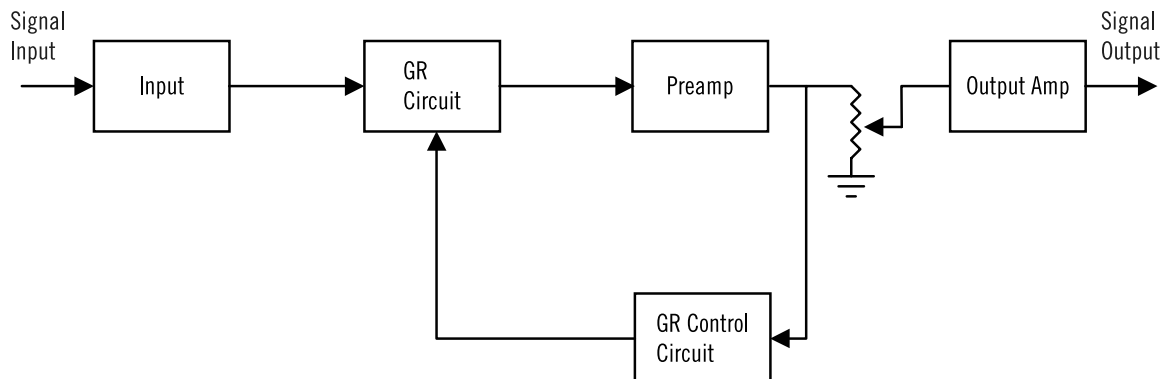 Signal
Input
Input
GR
Circuit
Preamp
Output Amp
Signal
Output
GR Control
Circuit